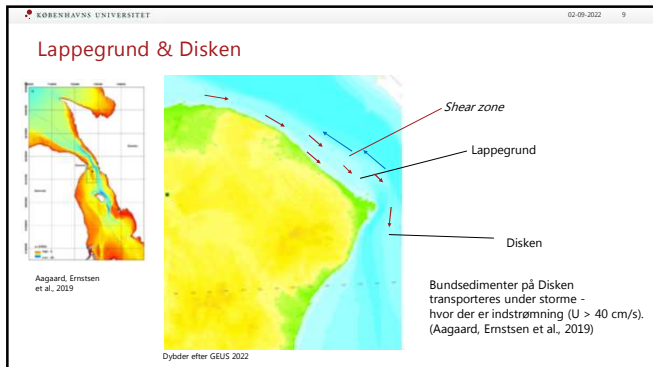 KØBENHAVNS UNIVERSITET
02-09-2022
9
Lappegrund & Disken
Shear zone
Lappegrund
Disken
Aagaard, Ernstsen
et al., 2019
Bundsedimenter på Disken
transporteres under storme -
hvor der er indstrømning (U > 40 cm/s).
(Aagaard, Ernstsen et al., 2019)
Dybder efter GEUS 2022